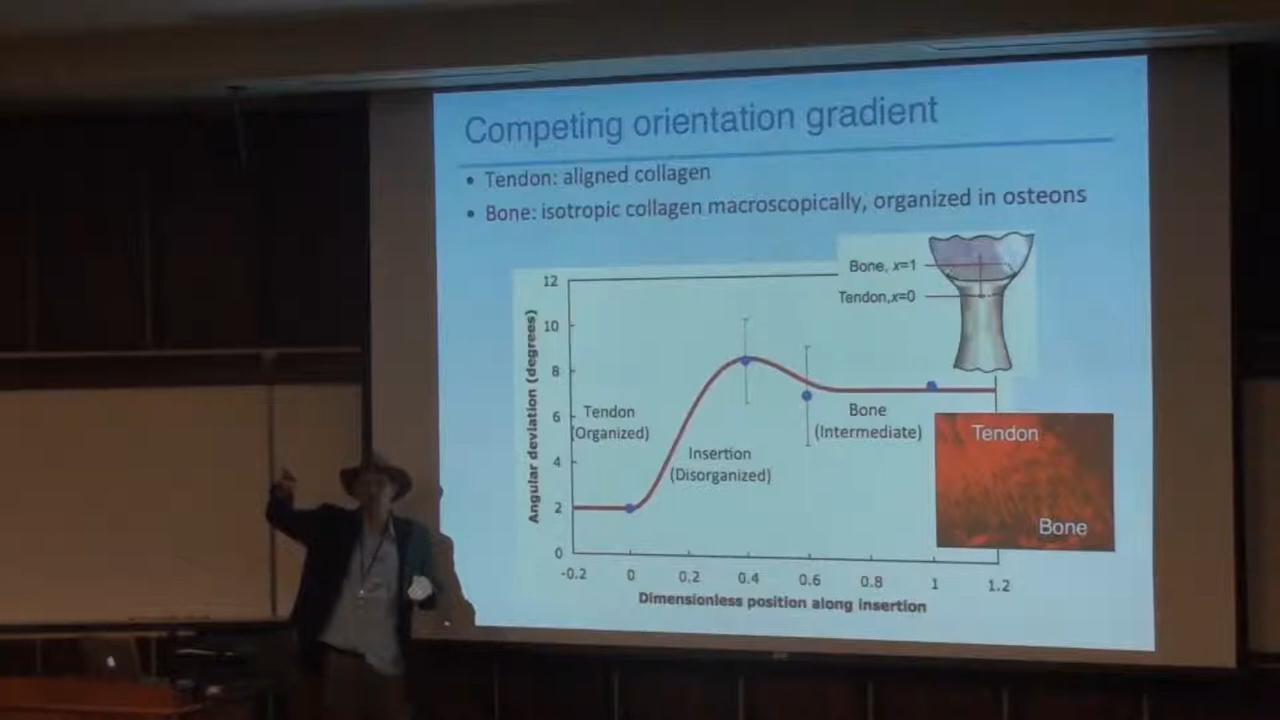 Competing orientation gradient
• Tendon: aligned collagen
• Bone: isotropic collagen macroscopically, organized in osteons
Bone, x=1
Tendon,x=0
12
10
8
6
4
2
0
Angular deviation (degrees)
Tendon
(Organized)
Insertion
(Disorganized)
Bone
(Intermediate)
Tendon
Bone
-0.2
0
0.2
0.4
0.6
0.8
1
1.2
Dimensionless position along insertion